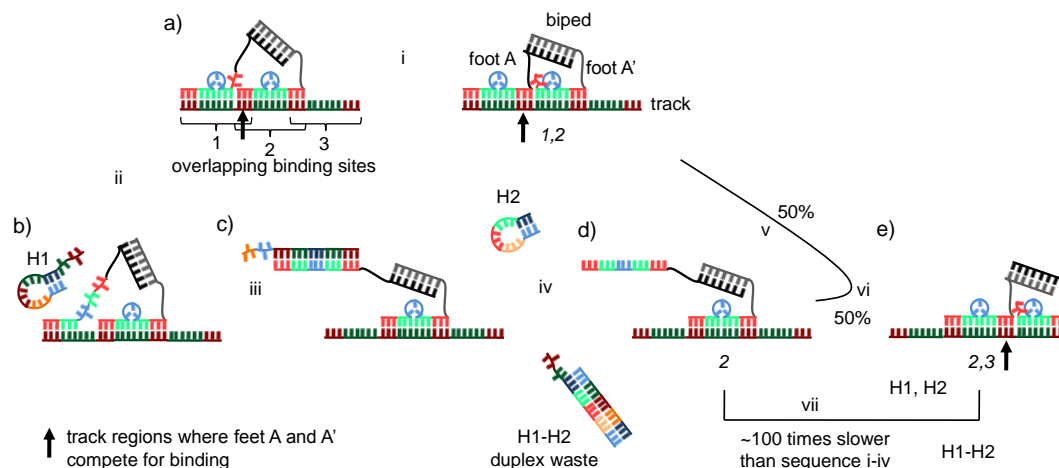 a)
biped
i
foot A
foot A'
track
1
2
3
1,2
overlapping binding sites
ii
H2
50%
v
b)
c)
d)
e)
H1
iii
iv
vi
50%
2
2,3
H1, H2
vii
track regions where feet A and A'
compete for binding
H1-H2
duplex waste
~100 times slower
than sequence i-iv
H1-H2